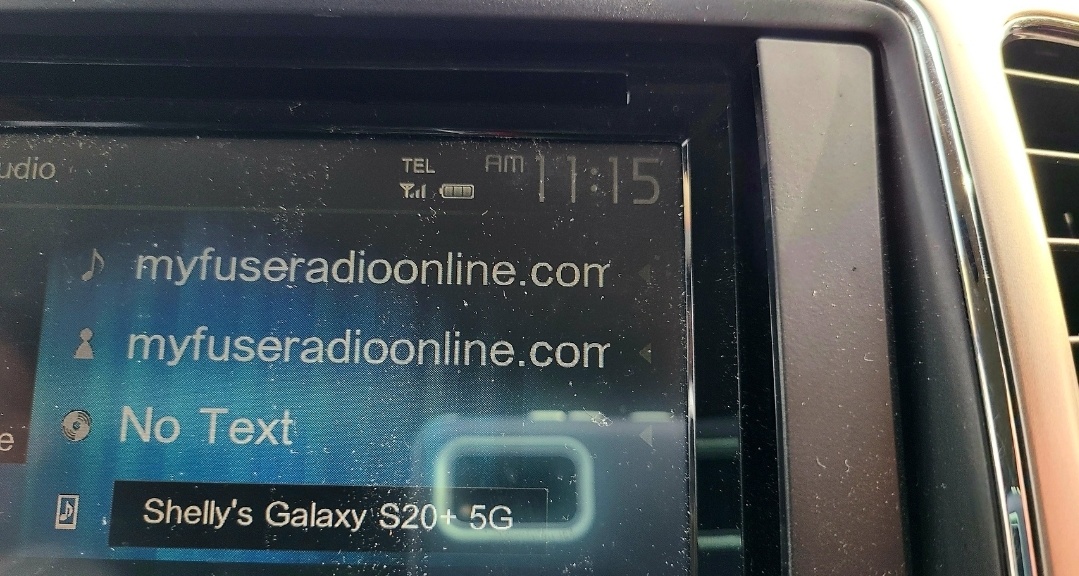 udio
TEL
AM 11:15
myfuseradioonline.com
myfuseradioonline.com
No Text
e
Shelly's Galaxy S20+ 5G